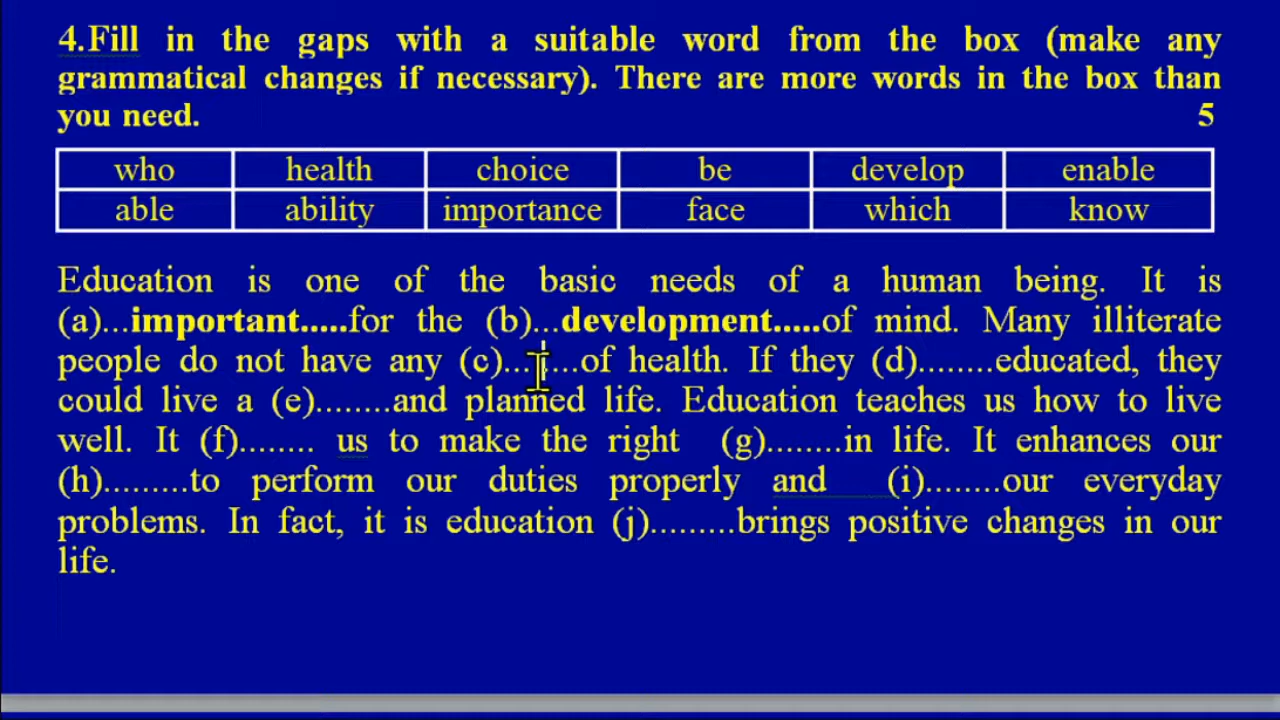 4.Fill in the gaps with a suitable word from the box (make any
grammatical changes if necessary). There are more words in the box than
you need. 5
who health choice be develop enable
able ability importance face which know
Education is one of the basic needs of a human being. It is
(a)...important.....for the (b)...development.....of mind. Many illiterate
people do not have any (c)........of health. If they (d)........educated, they
could live a (e)........and planned life. Education teaches us how to live
well. It (f)........ us to make the right (g)........in life. It enhances our
(h).........to perform our duties properly and (i)........our everyday
problems. In fact, it is education (j).........brings positive changes in our
life.